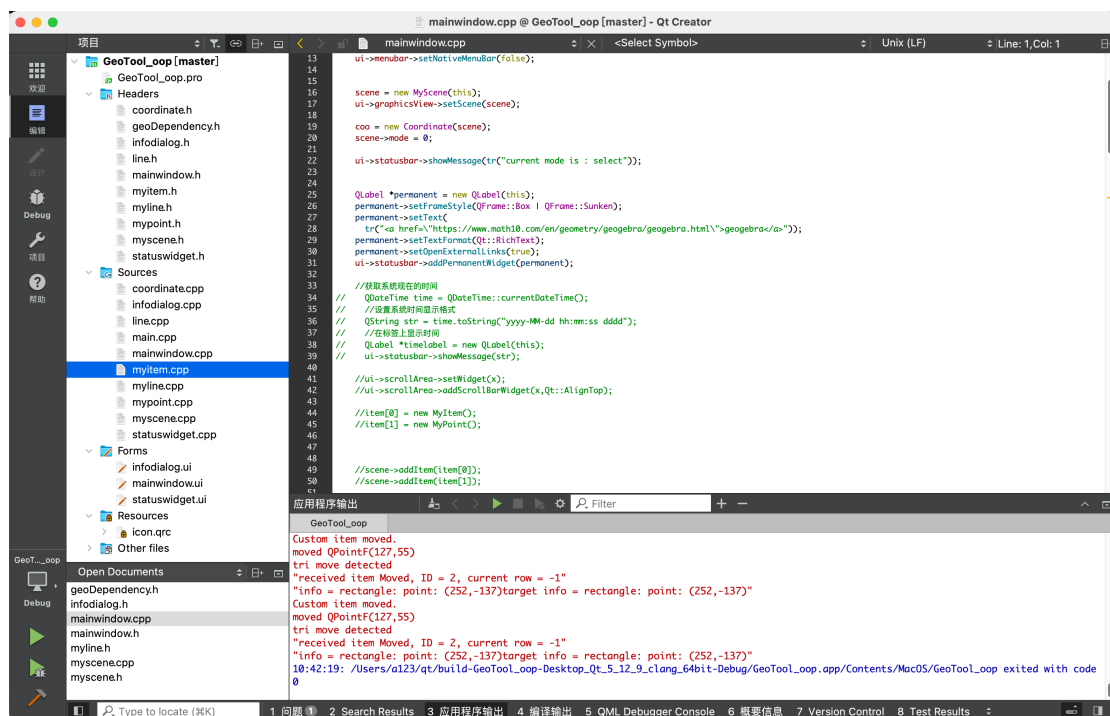 mainwindow.cpp @ GeoTool_oop [master] - Qt Creator
项目
mainwindow.cpp
<Select Symbol>
Unix (LF)
Line: 1,Col: 1
欢迎
编辑
设计
Debug
项目
帮助
GeoT..._oop
Debug
GeoTool_oop [master]
GeoTool_oop.pro
Headers
coordinate.h
geoDependency.h
infodialog.h
line.h
mainwindow.h
myitem.h
myline.h
mypoint.h
myscene.h
statuswidget.h
Sources
coordinate.cpp
infodialog.cpp
line.cpp
main.cpp
mainwindow.cpp
myitem.cpp
myline.cpp
mypoint.cpp
myscene.cpp
statuswidget.cpp
Forms
infodialog.ui
mainwindow.ui
statuswidget.ui
Resources
icon.qrc
Other files
Open Documents
geoDependency.h
infodialog.h
mainwindow.cpp
mainwindow.h
myline.h
myscene.cpp
myscene.h
13 ui->menubar->setNativeMenuBar(false);
14
15
16 scene = new MyScene(this);
17 ui->graphicsView->setScene(scene);
18
19 coo = new Coordinate(scene);
20 scene->mode = 0;
21
22 ui->statusbar->showMessage(tr("current mode is : select"));
23
24
25 QLabel *permanent = new QLabel(this);
26 permanent->setFrameStyle(QFrame::Box | QFrame::Sunken);
27 permanent->setText(
28 tr("<a href=\"https://www.math10.com/en/geometry/geogebra/geogebra.html\">geogebra</a>"));
29 permanent->setTextFormat(Qt::RichText);
30 permanent->setOpenExternalLinks(true);
31 ui->statusbar->addPermanentWidget(permanent);
32
33 //获取系统现在的时间
34 // QDateTime time = QDateTime::currentDateTime();
35 // //设置系统时间显示格式
36 // QString str = time.toString("yyyy-MM-dd hh:mm:ss dddd");
37 // //在标签上显示时间
38 // QLabel *timelabel = new QLabel(this);
39 // ui->statusbar->showMessage(str);
40
41 //ui->scrollArea->setWidget(x);
42 //ui->scrollArea->addScrollBarWidget(x,Qt::AlignTop);
43
44 //item[0] = new MyItem();
45 //item[1] = new MyPoint();
46
47
48
49 //scene->addItem(item[0]);
50 //scene->addItem(item[1]);
51
应用程序输出
Filter
GeoTool_oop
Custom item moved.
moved QPointF(127,55)
tri move detected
"received item Moved, ID = 2, current row = -1"
"info = rectangle: point: (252,-137)target info = rectangle: point: (252,-137)"
Custom item moved.
moved QPointF(127,55)
tri move detected
"received item Moved, ID = 2, current row = -1"
"info = rectangle: point: (252,-137)target info = rectangle: point: (252,-137)"
10:42:19: /Users/a123/qt/build-GeoTool_oop-Desktop_Qt_5_12_9_clang_64bit-Debug/GeoTool_oop.app/Contents/MacOS/GeoTool_oop exited with code
0
Type to locate (⌘K)
1 问题 1
2 Search Results
3 应用程序输出
4 编译输出
5 QML Debugger Console
6 概要信息
7 Version Control
8 Test Results